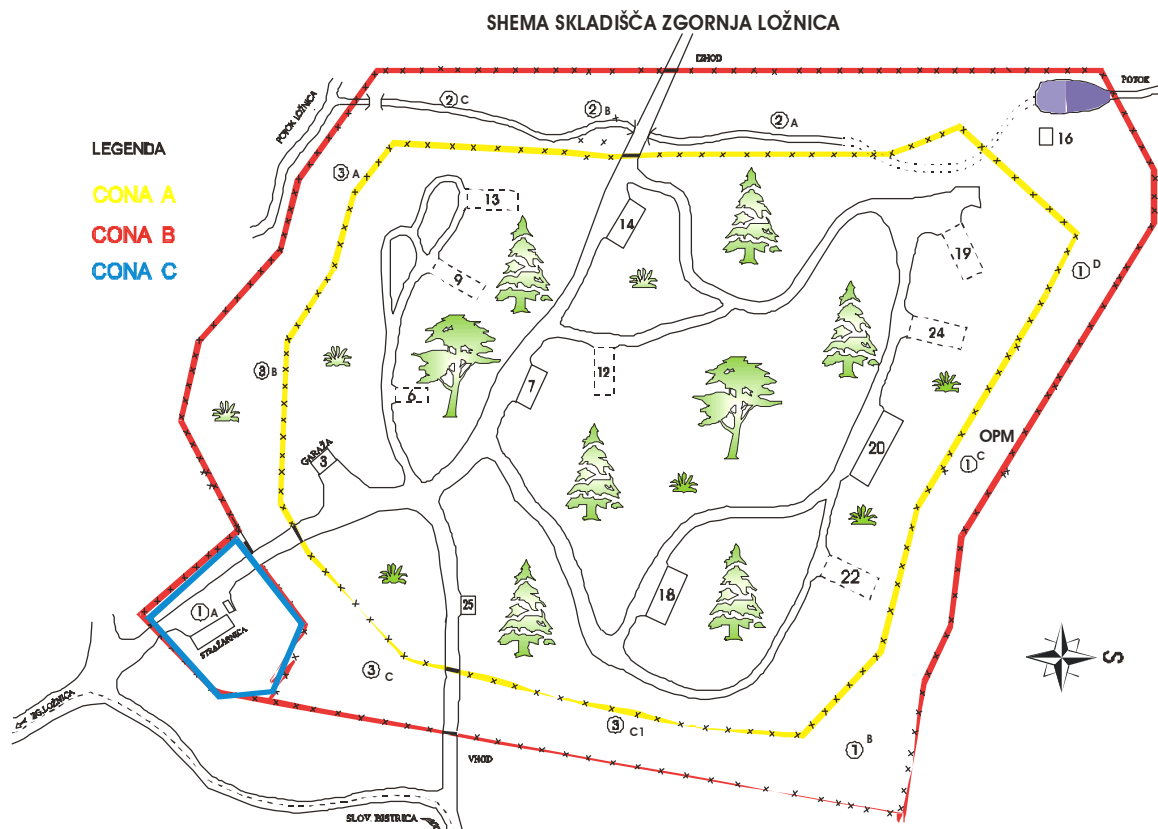 SHEMA SKLADIŠČA ZGORNJA LOŽNICA
IZHOD
POTOK
POTOK LOŽNICA
LEGENDA
CONA A
CONA B
CONA C
2 C
2 B
2 A
16
3 A
13
14
19
1 D
9
24
3 B
12
7
6
20
OPM
1 C
GARAŽA
3
22
18
25
1 A
STRAŽARNICA
S
3 C
3 C1
1 B
VHOD
ZG.LOŽNICA
SLOV. BISTRICA